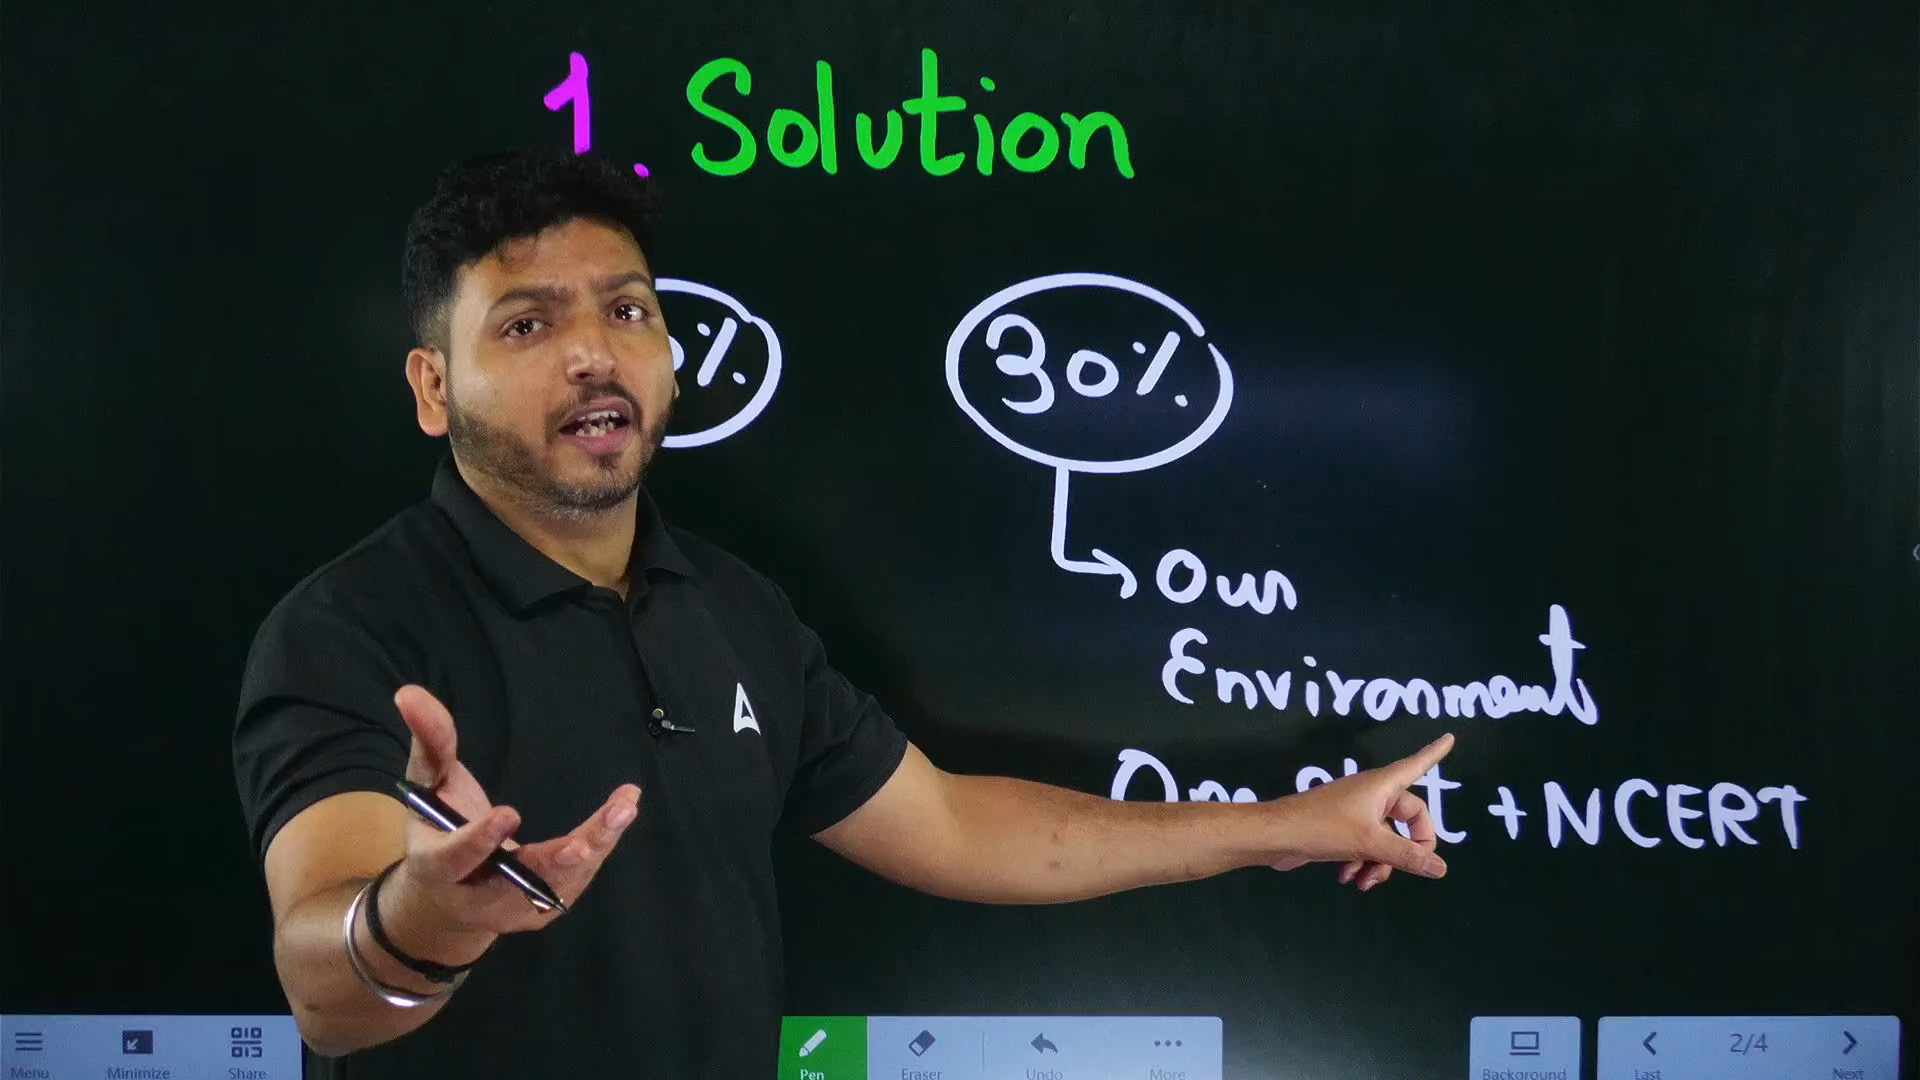 1. Solution
%
30%
Our
Environment
+ NCERT
Menu Minimize Share Pen Eraser Undo More Background Last 2/4 Next